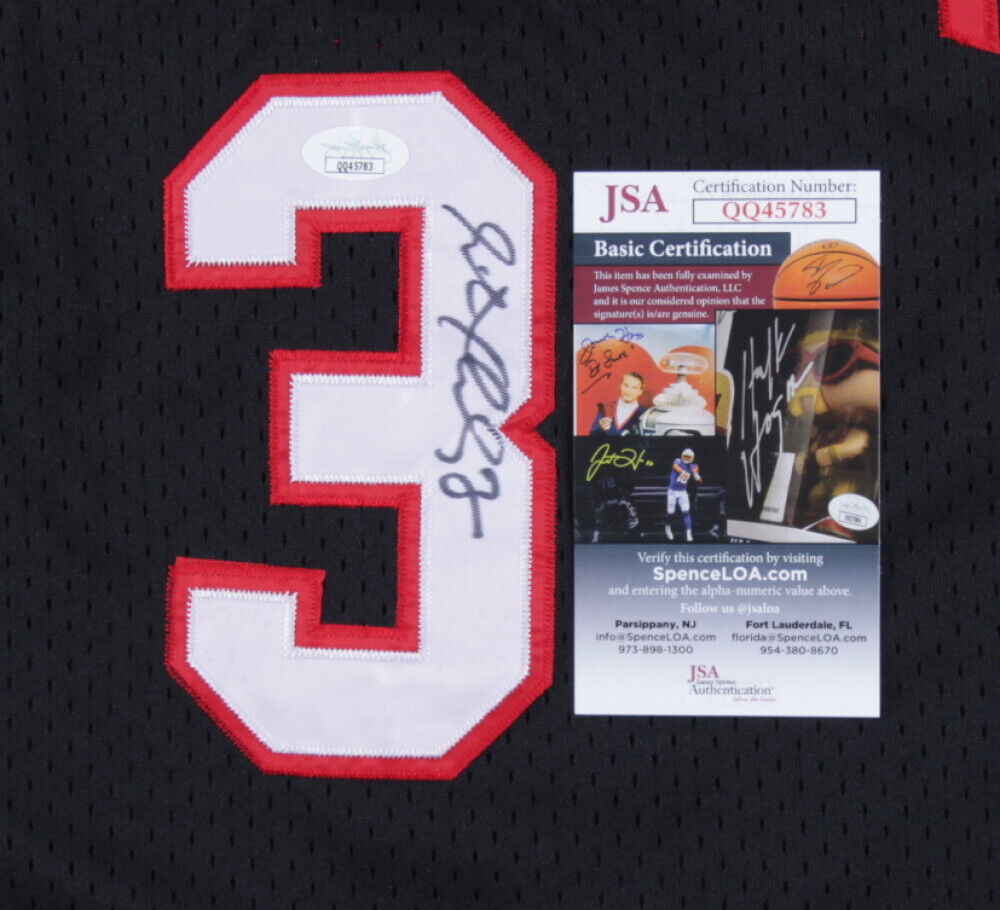 3
QQ45783
JSA
Certification Number:
QQ45783
Basic Certification
This item has been fully examined by
James Spence Authentication, LLC
and it is our considered opinion that the
signature(s) is/are genuine.
Verify this certification by visiting
SpenceLOA.com
and entering the alpha-numeric value above.
Follow us @jsaloa
Parsippany, NJ
info@SpenceLOA.com
973-898-1300
Fort Lauderdale, FL
florida@SpenceLOA.com
954-380-8670
JSA
James Spence
Authentication